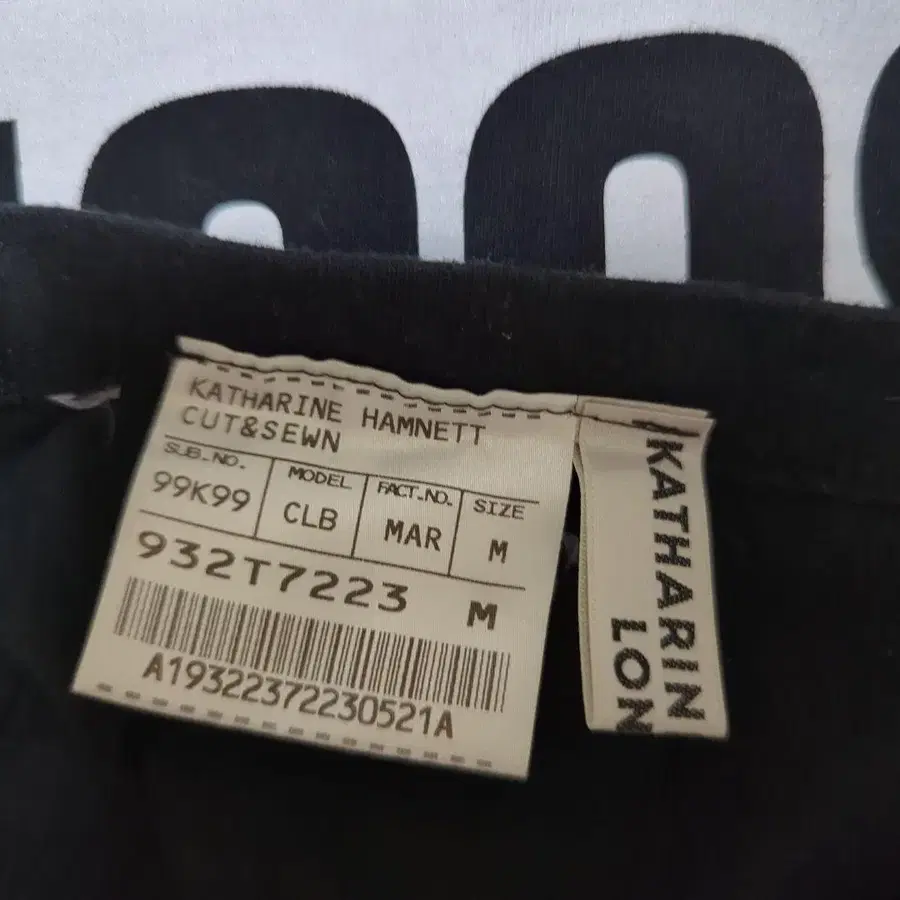 KATHARINE HAMNETT
CUT&SEWN
SUB.NO. MODEL FACT.NO. SIZE
99K99 CLB MAR M
932T7223 M
A19322372230521A
KATHARIN
LON